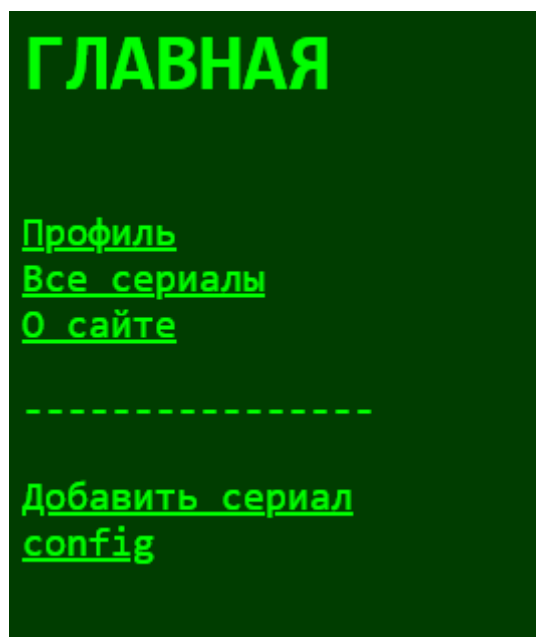 ГЛАВНАЯ
Профиль
Все сериалы
О сайте
----------------
Добавить сериал
config